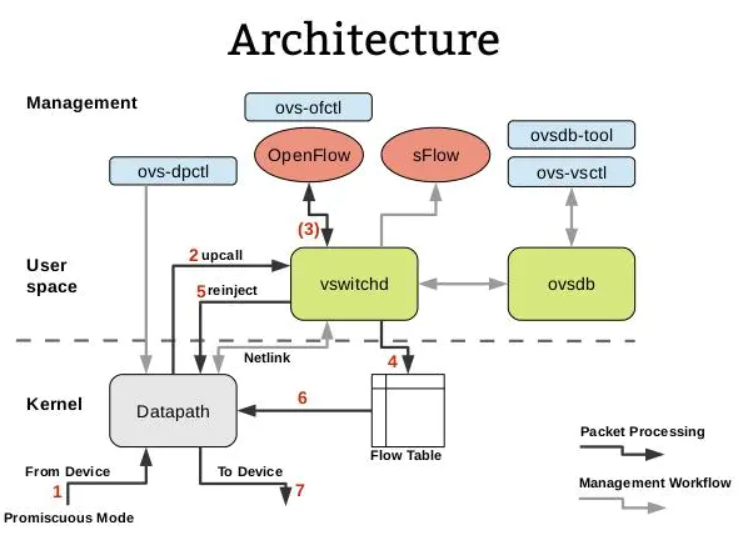 Architecture
Management
ovs-ofctl
OpenFlow
sFlow
ovsdb-tool
ovs-vsctl
ovs-dpctl
(3)
2 upcall
User
space
vswitchd
ovsdb
5 reinject
Netlink
4
Kernel
Datapath
6
Flow Table
Packet Processing
From Device
To Device
1
7
Management Workflow
Promiscuous Mode